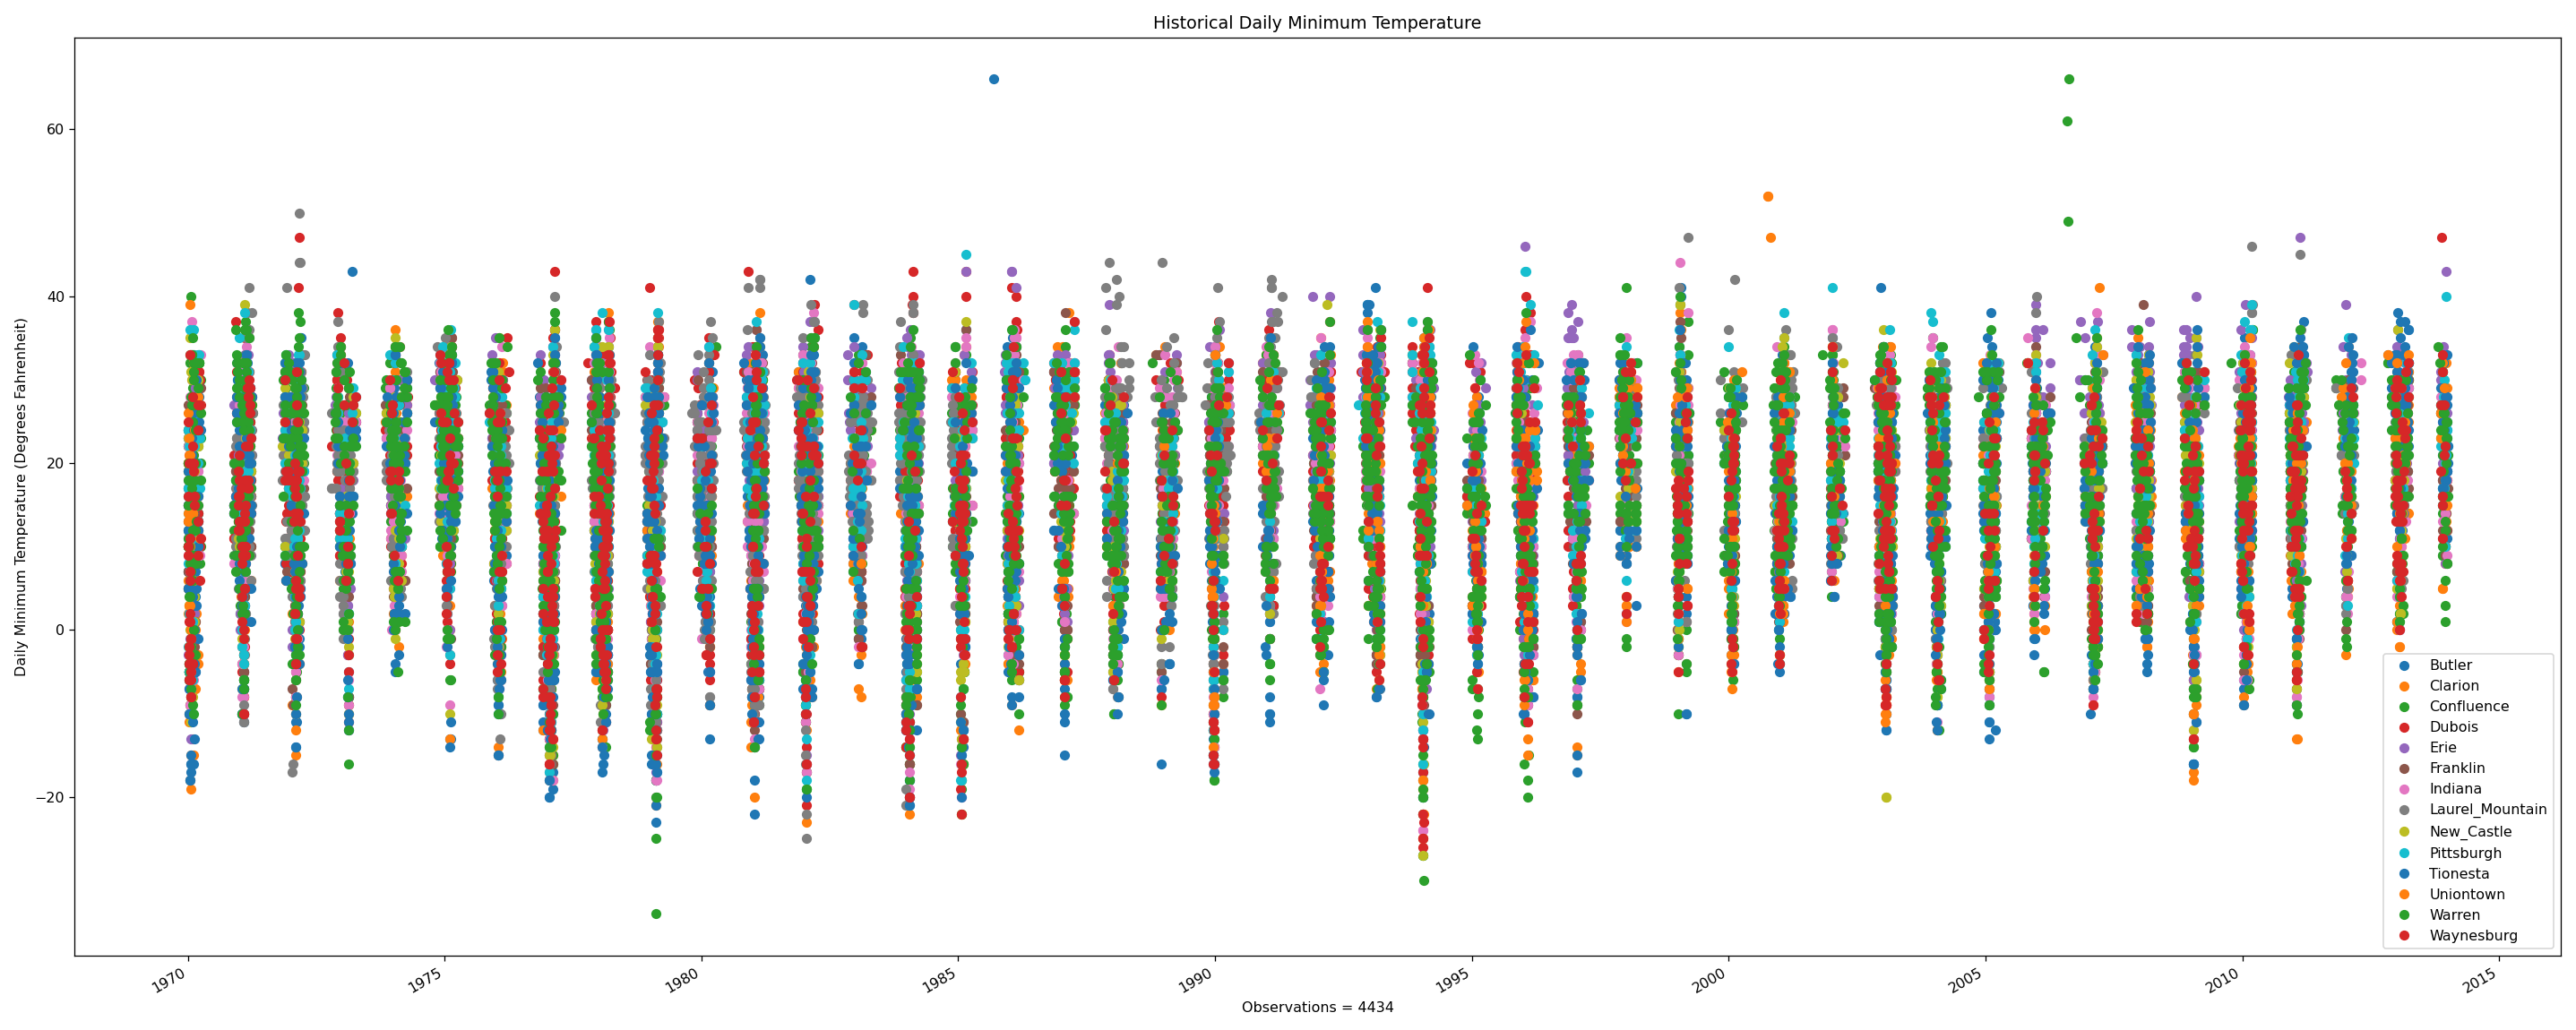 Historical Daily Minimum Temperature
Daily Minimum Temperature (Degrees Fahrenheit)
60
40
20
0
−20
1970
1975
1980
1985
1990
1995
2000
2005
2010
2015
Observations = 4434
Butler
Clarion
Confluence
Dubois
Erie
Franklin
Indiana
Laurel_Mountain
New_Castle
Pittsburgh
Tionesta
Uniontown
Warren
Waynesburg